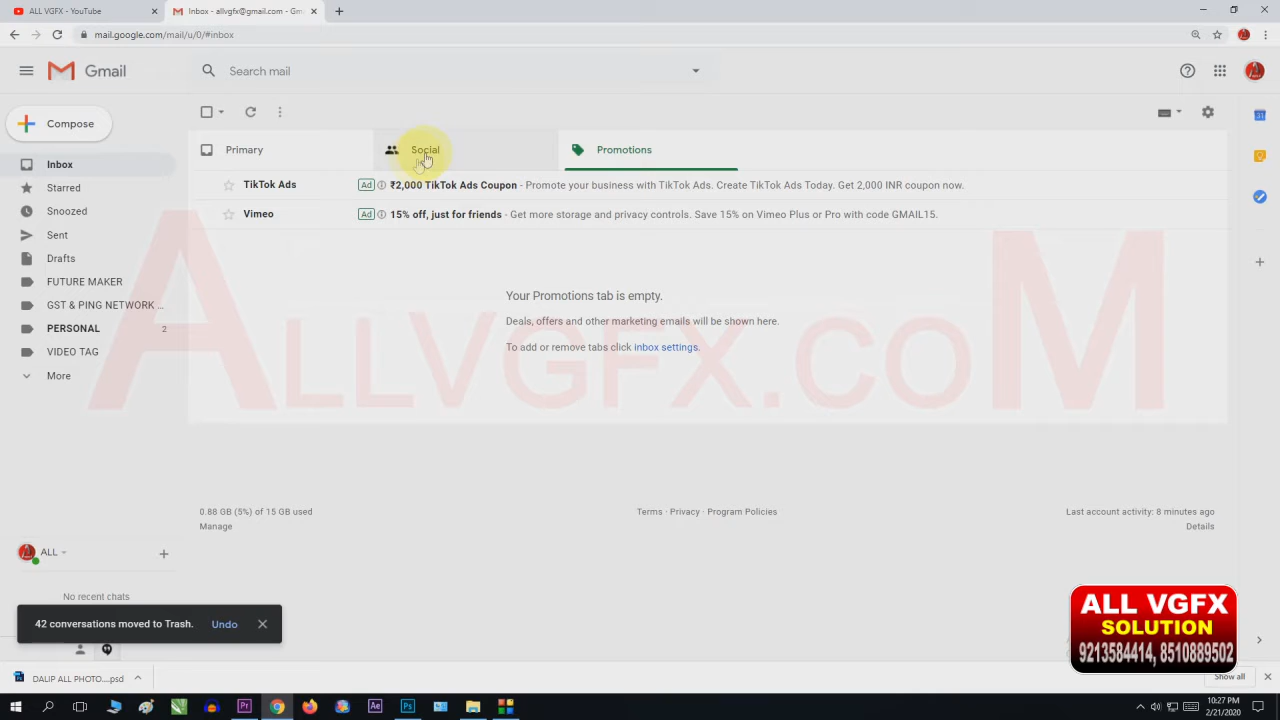 ALL VGFX - YouTube
Inbox - allvgfx@gmail.com - Gm
mail.google.com/mail/u/0/#inbox
Gmail
Search mail
Compose
Primary
Social
Promotions
Inbox
TikTok Ads
Ad
₹2,000 TikTok Ads Coupon - Promote your business with TikTok Ads. Create TikTok Ads Today. Get 2,000 INR coupon now.
Starred
Vimeo
Ad
15% off, just for friends - Get more storage and privacy controls. Save 15% on Vimeo Plus or Pro with code GMAIL15.
Snoozed
Sent
Drafts
FUTURE MAKER
GST & PING NETWORK ...
PERSONAL 2
VIDEO TAG
More
Your Promotions tab is empty.
Deals, offers and other marketing emails will be shown here.
To add or remove tabs click inbox settings.
ALLVGFX.COM
0.88 GB (5%) of 15 GB used
Manage
Terms · Privacy · Program Policies
Last account activity: 8 minutes ago
Details
ALL
No recent chats
42 conversations moved to Trash. Undo
ALL VGFX
SOLUTION
9213584414, 8510889502
DALIP ALL PHOTO....psd
Show all
10:27 PM
2/21/2020